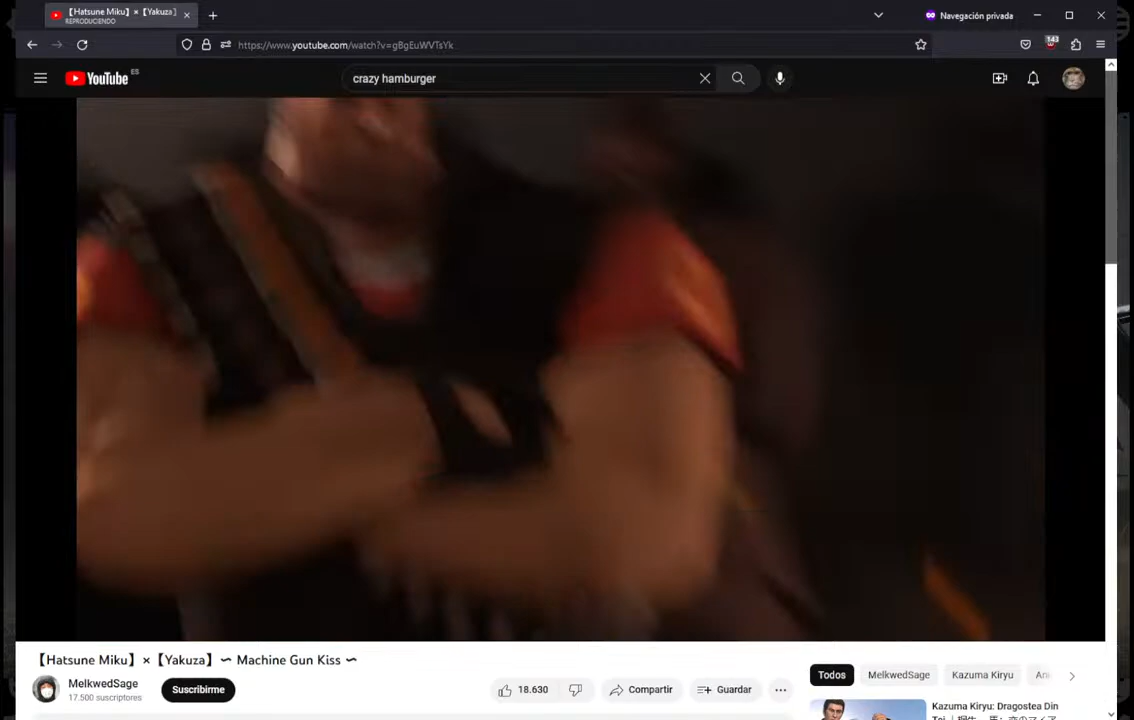 【Hatsune Miku】×【Yakuza】
REPRODUCIENDO
Navegación privada
https://www.youtube.com/watch?v=gBgEuWVTsYk
143
YouTube ES
crazy hamburger
【Hatsune Miku】×【Yakuza】 〜 Machine Gun Kiss 〜
MelkwedSage
17.500 suscriptores
Suscribirme
18.630
Compartir
Guardar
Todos
MelkwedSage
Kazuma Kiryu
Kazuma Kiryu: Dragostea Din